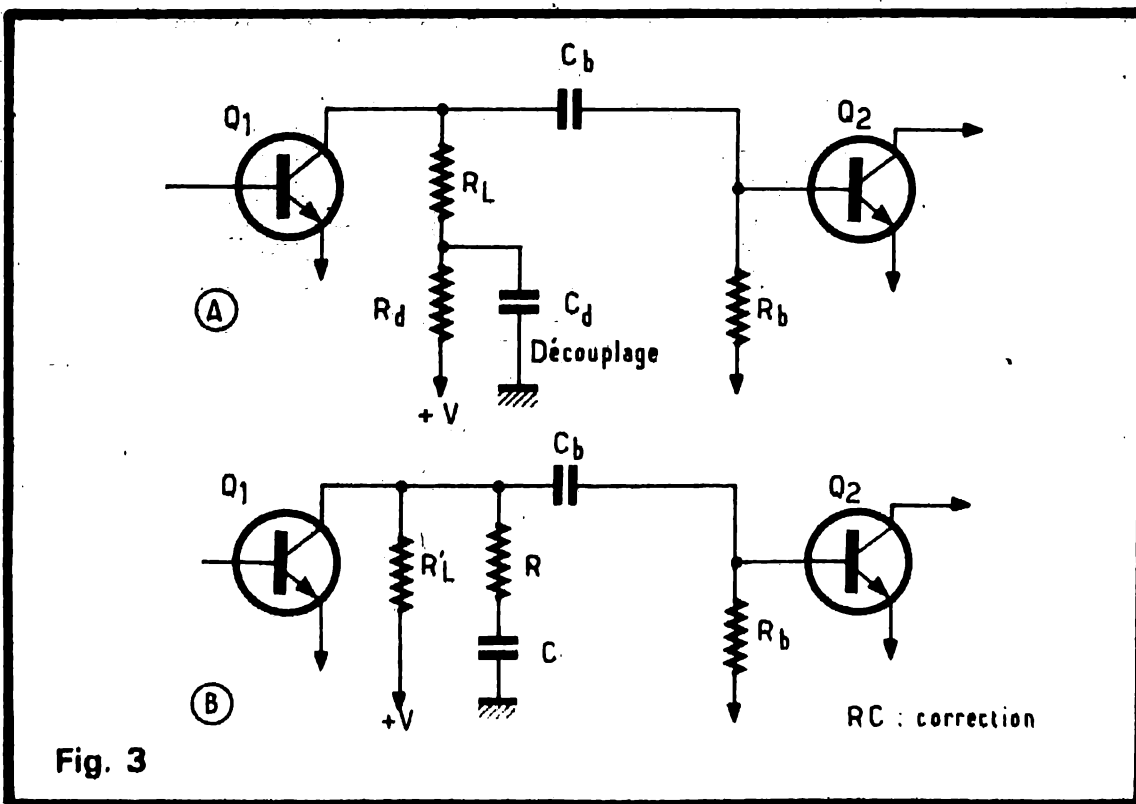 Cb
Q1
Q2
RL
Rd
Cd
Rb
A
Découplage
+ V
Cb
Q1
Q2
R'L
R
Rb
C
B
+V
RC : correction
Fig. 3